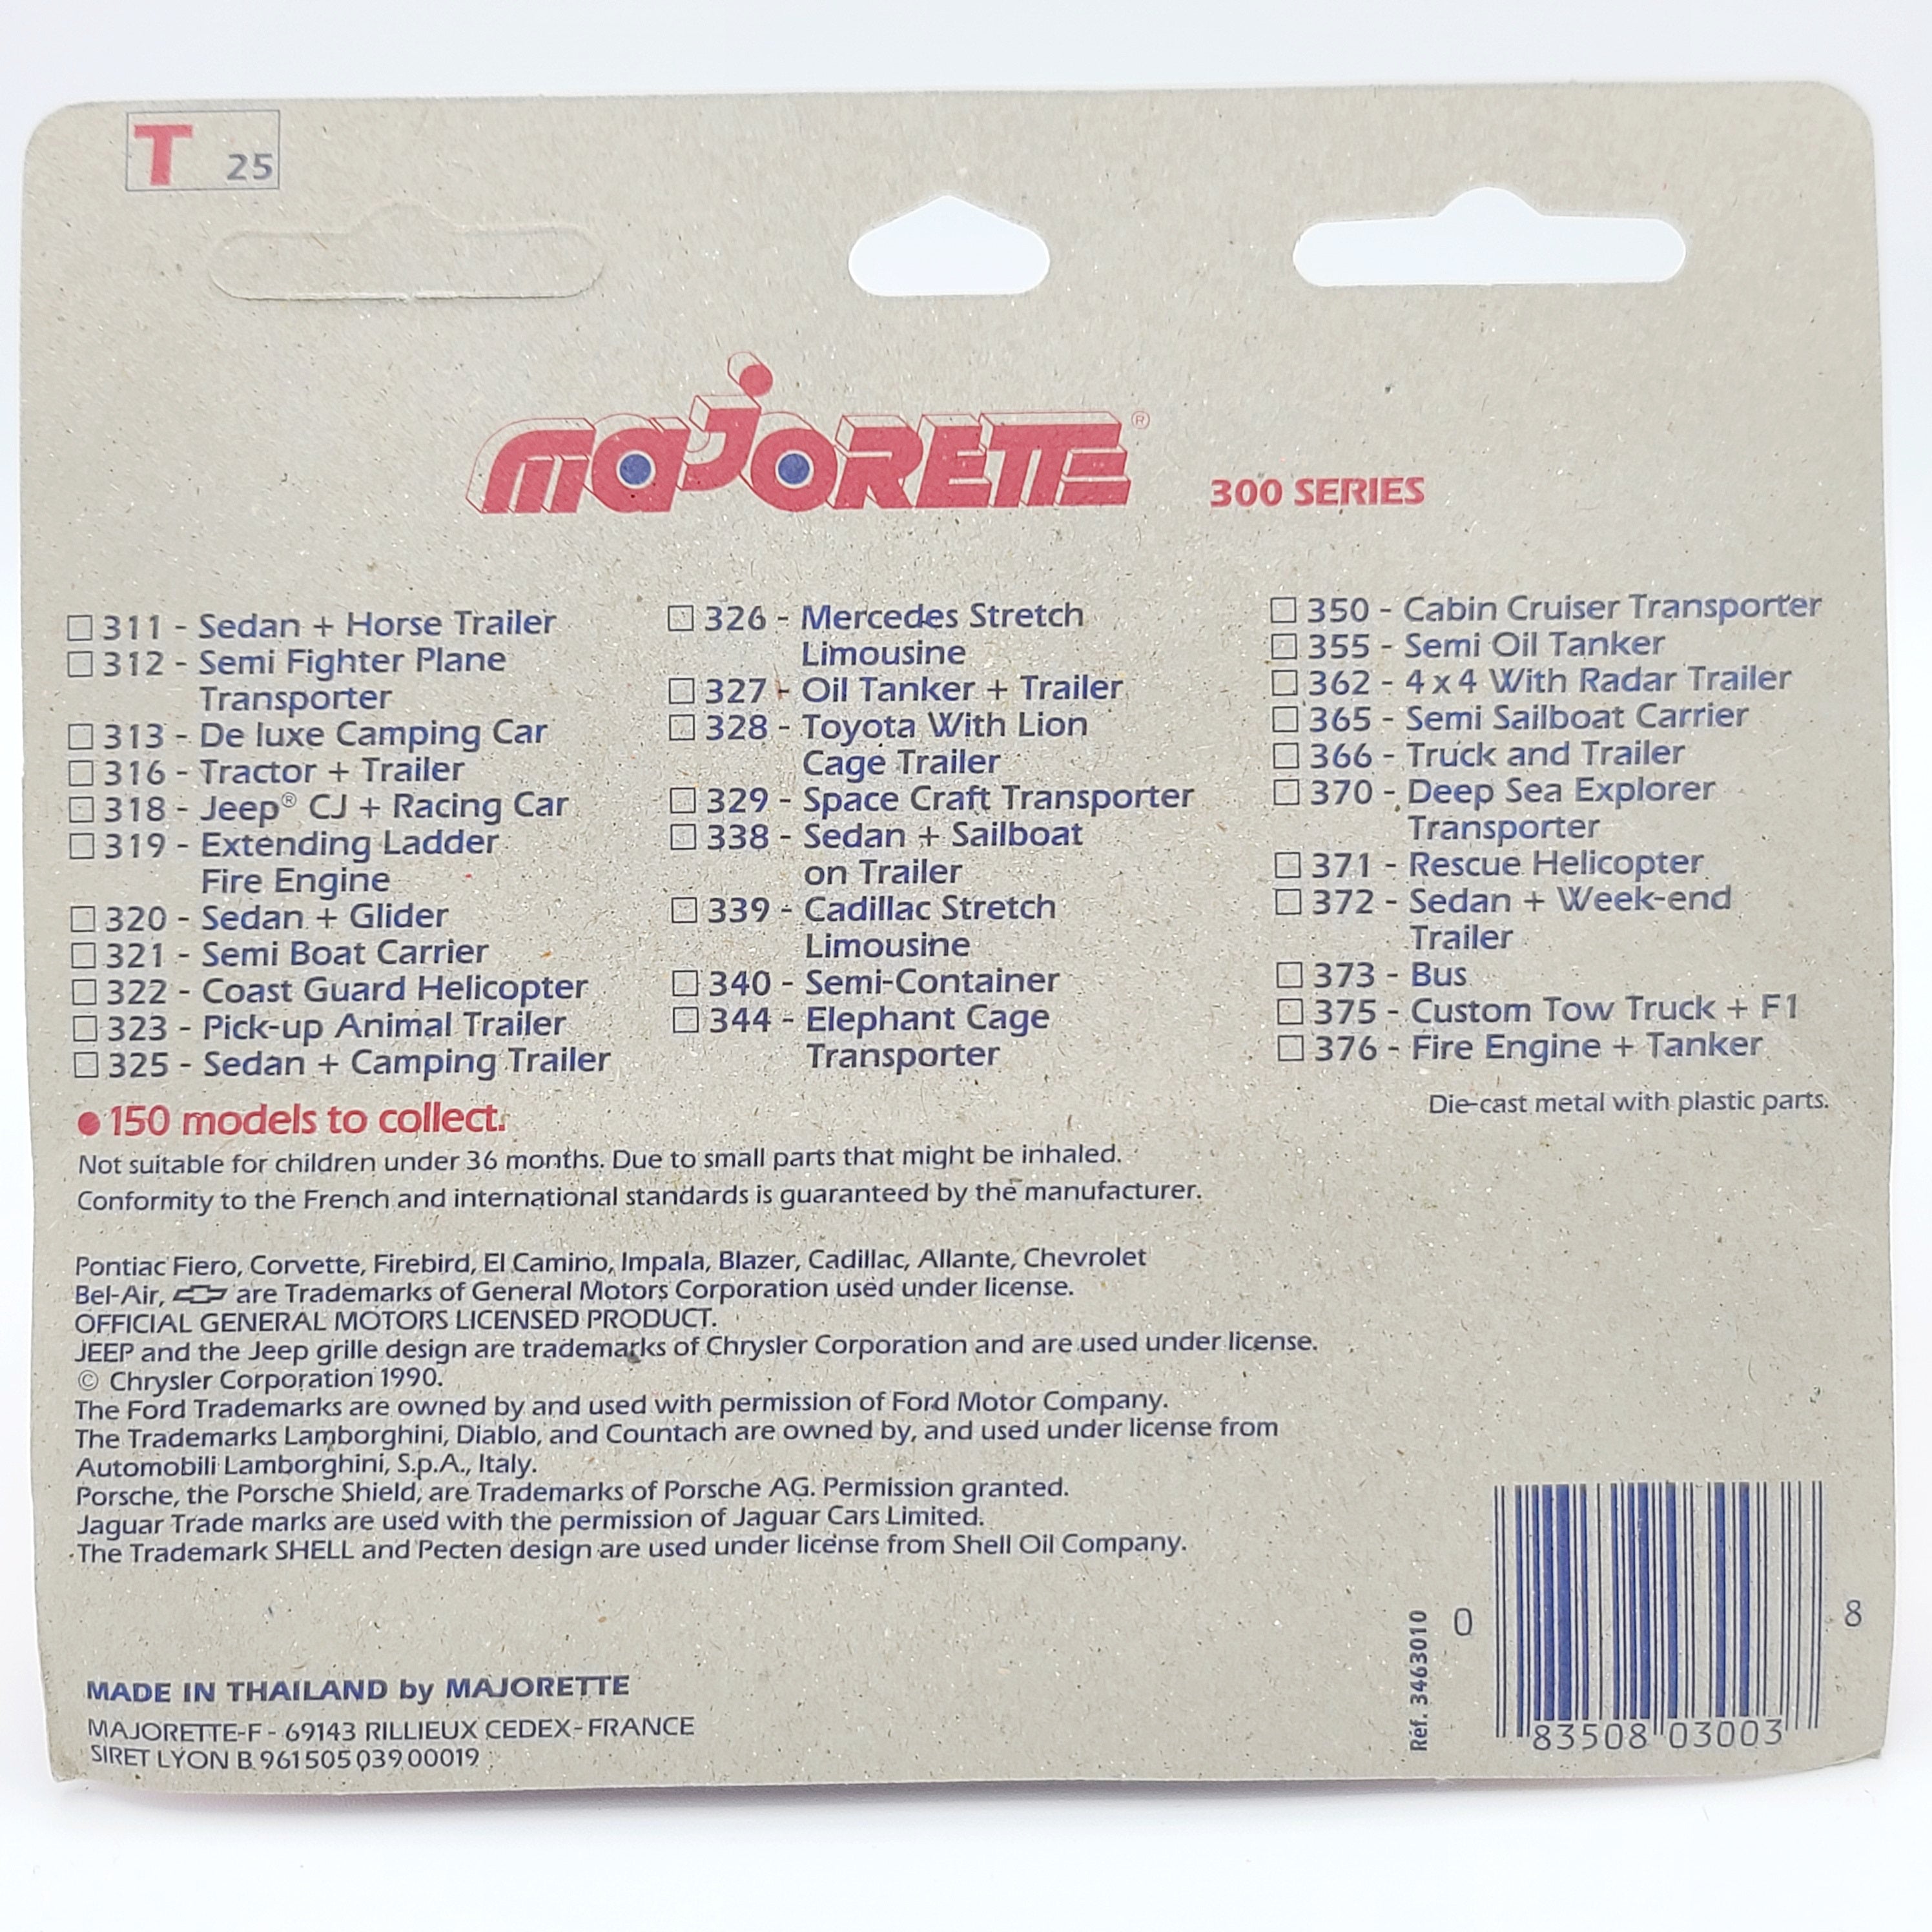 T 25
majORETTE ®
300 SERIES
311 - Sedan + Horse Trailer
312 - Semi Fighter Plane
Transporter
313 - De luxe Camping Car
316 - Tractor + Trailer
318 - Jeep® CJ + Racing Car
319 - Extending Ladder
Fire Engine
320 - Sedan + Glider
321 - Semi Boat Carrier
322 - Coast Guard Helicopter
323 - Pick-up Animal Trailer
325 - Sedan + Camping Trailer
326 - Mercedes Stretch
Limousine
327 - Oil Tanker + Trailer
328 - Toyota With Lion
Cage Trailer
329 - Space Craft Transporter
338 - Sedan + Sailboat
on Trailer
339 - Cadillac Stretch
Limousine
340 - Semi-Container
344 - Elephant Cage
Transporter
350 - Cabin Cruiser Transporter
355 - Semi Oil Tanker
362 - 4 x 4 With Radar Trailer
365 - Semi Sailboat Carrier
366 - Truck and Trailer
370 - Deep Sea Explorer
Transporter
371 - Rescue Helicopter
372 - Sedan + Week-end
Trailer
373 - Bus
375 - Custom Tow Truck + F1
376 - Fire Engine + Tanker
Die-cast metal with plastic parts.
● 150 models to collect.
Not suitable for children under 36 months. Due to small parts that might be inhaled.
Conformity to the French and international standards is guaranteed by the manufacturer.
Pontiac Fiero, Corvette, Firebird, El Camino, Impala, Blazer, Cadillac, Allante, Chevrolet
Bel-Air, are Trademarks of General Motors Corporation used under license.
OFFICIAL GENERAL MOTORS LICENSED PRODUCT.
JEEP and the Jeep grille design are trademarks of Chrysler Corporation and are used under license.
© Chrysler Corporation 1990.
The Ford Trademarks are owned by and used with permission of Ford Motor Company.
The Trademarks Lamborghini, Diablo, and Countach are owned by, and used under license from
Automobili Lamborghini, S.p.A., Italy.
Porsche, the Porsche Shield, are Trademarks of Porsche AG. Permission granted.
Jaguar Trade marks are used with the permission of Jaguar Cars Limited.
The Trademark SHELL and Pecten design are used under license from Shell Oil Company.
MADE IN THAILAND by MAJORETTE
MAJORETTE-F - 69143 RILLIEUX CEDEX - FRANCE
SIRET LYON B 961 505 039 00019
Réf. 3463010
0 83508 03003 8